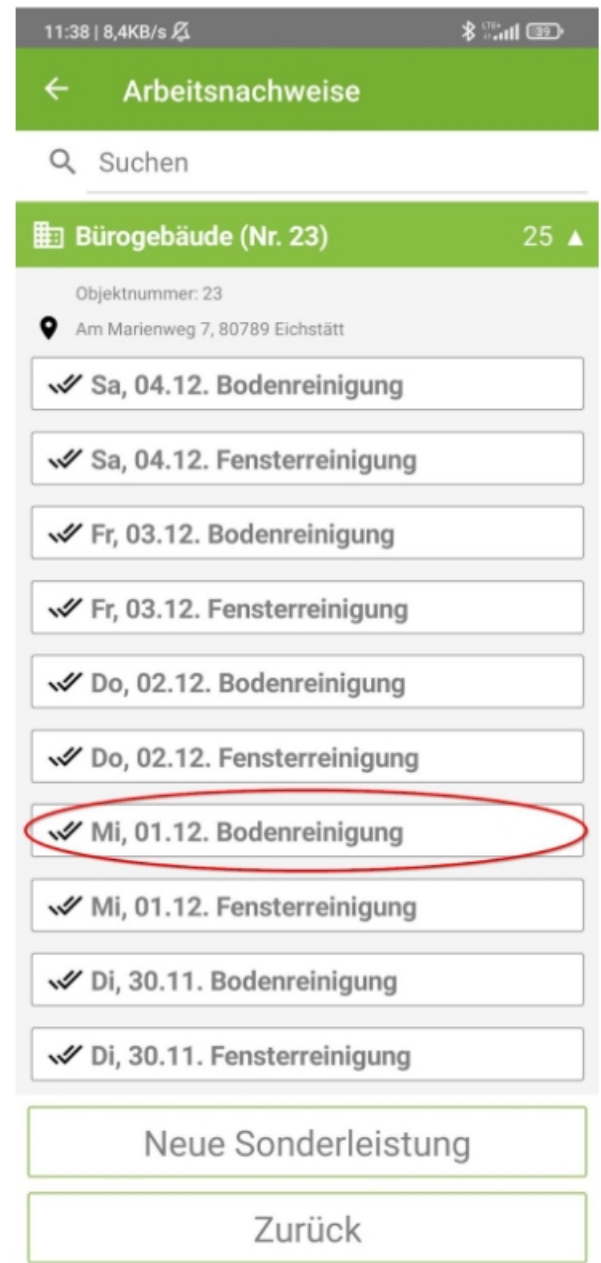 11:38 | 8,4KB/s
LTE+
39
Arbeitsnachweise
Suchen
Bürogebäude (Nr. 23) 25 ▲
Objektnummer: 23
Am Marienweg 7, 80789 Eichstätt
Sa, 04.12. Bodenreinigung
Sa, 04.12. Fensterreinigung
Fr, 03.12. Bodenreinigung
Fr, 03.12. Fensterreinigung
Do, 02.12. Bodenreinigung
Do, 02.12. Fensterreinigung
Mi, 01.12. Bodenreinigung
Mi, 01.12. Fensterreinigung
Di, 30.11. Bodenreinigung
Di, 30.11. Fensterreinigung
Neue Sonderleistung
Zurück